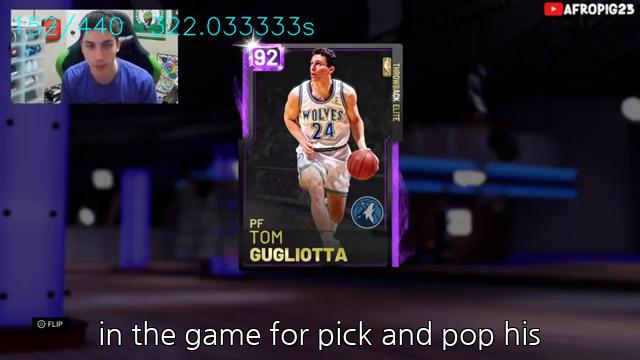 152/440 -322.033333s
AFROPIG23
92
THROWBACK ELITE
WOLVES
24
PF
TOM
GUGLIOTTA
FLIP
in the game for pick and pop his